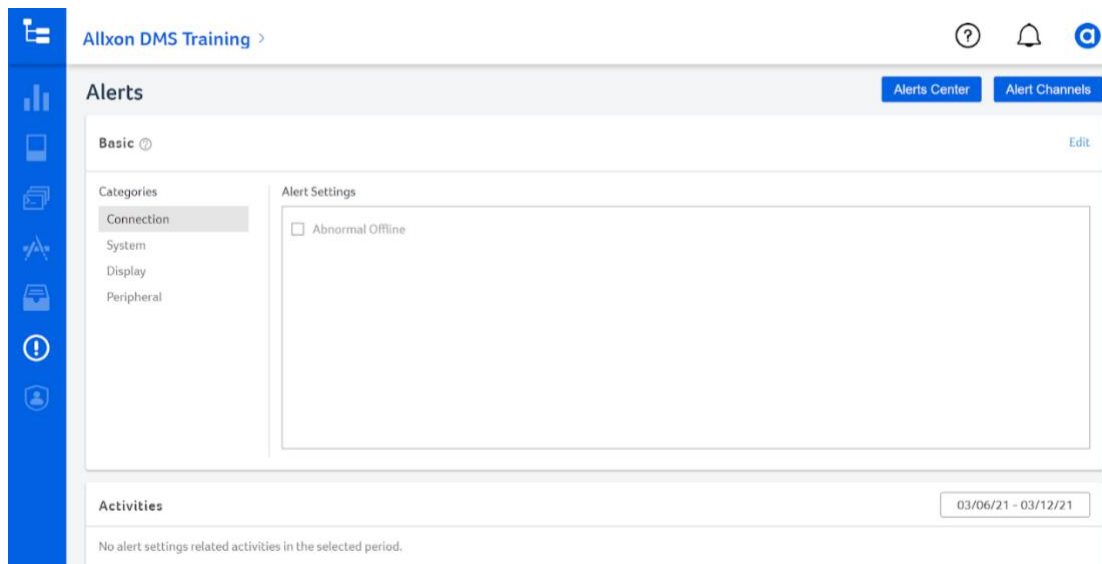 Allxon DMS Training >
Alerts
Alerts Center
Alert Channels
Basic ?
Edit
Categories
Alert Settings
Connection
Abnormal Offline
System
Display
Peripheral
Activities
03/06/21 - 03/12/21
No alert settings related activities in the selected period.